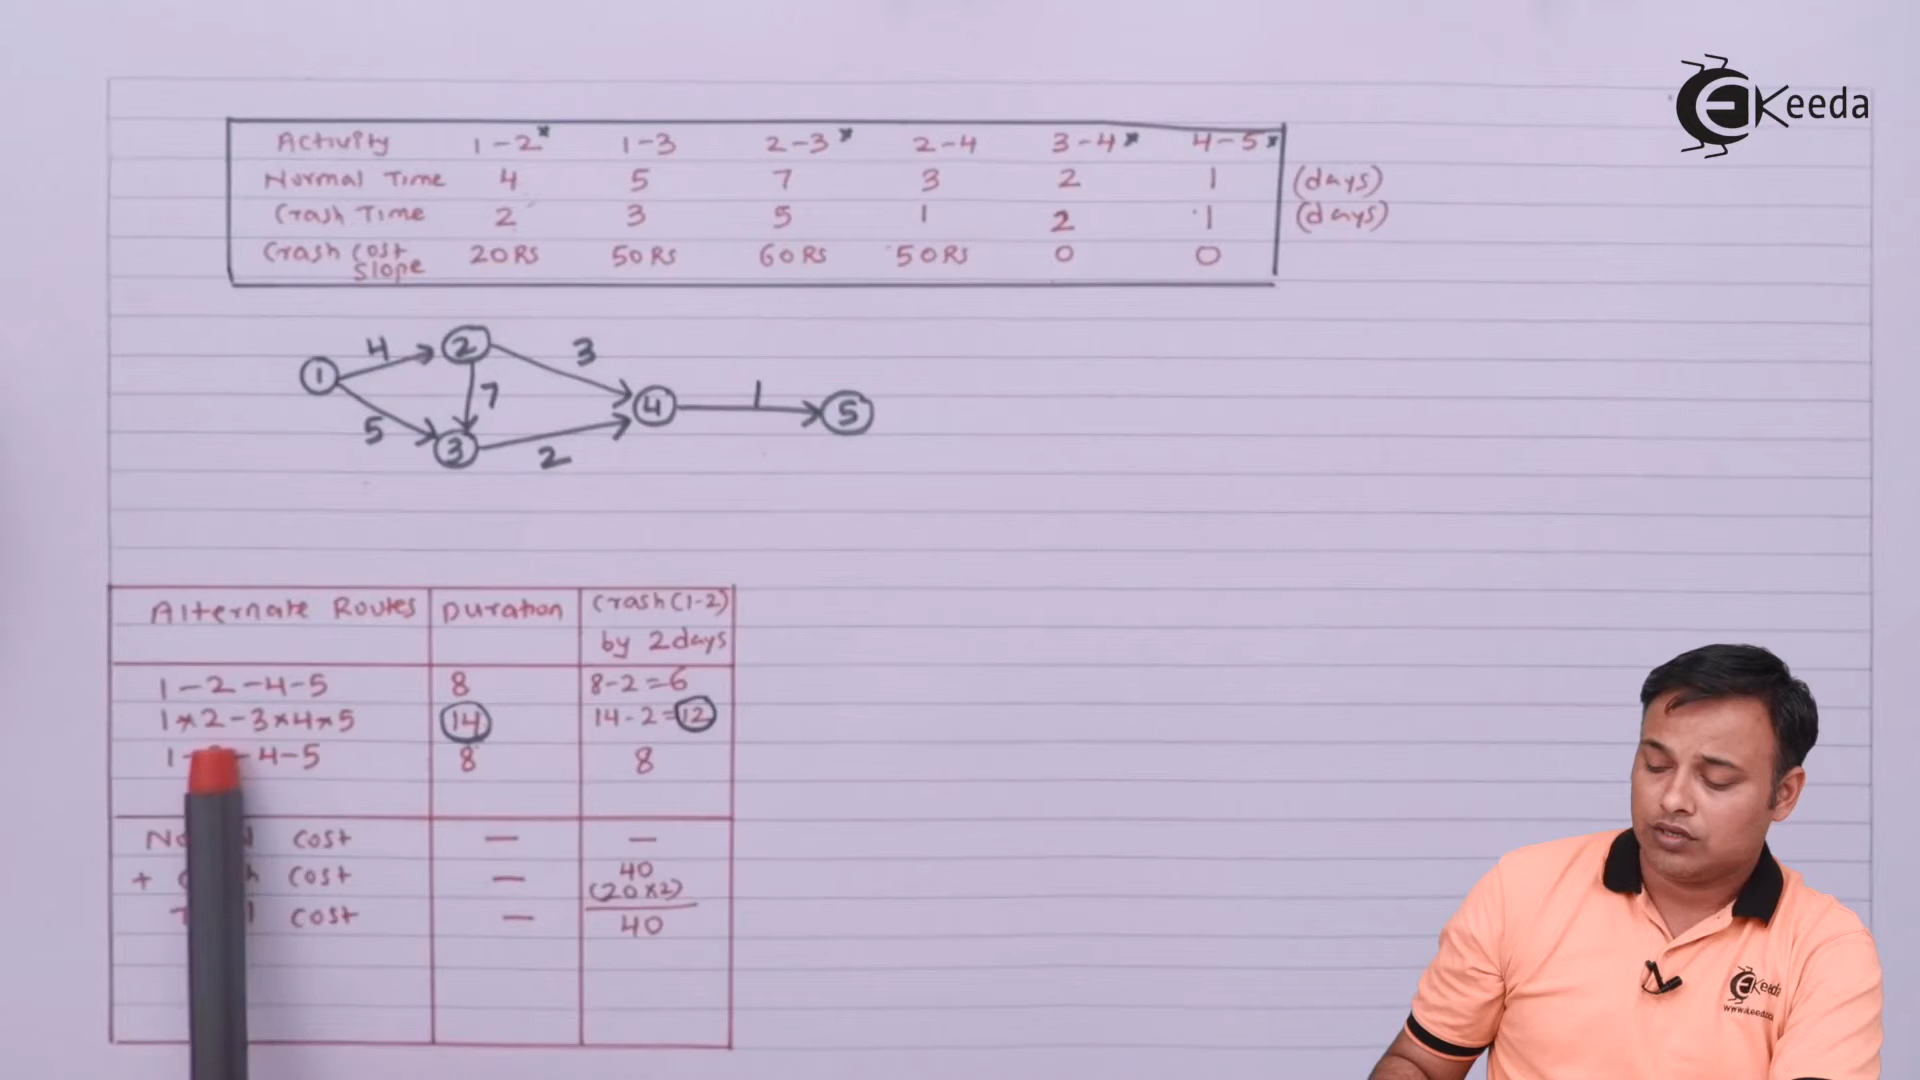 EKeeda
Activity 1-2* 1-3 2-3* 2-4 3-4* 4-5*
Normal Time 4 5 7 3 2 1 (days)
Crash Time 2 3 5 1 2 1 (days)
Crash Cost Slope 20RS 50RS 60RS 50RS 0 0
4 2 3
1 7 4 1 5
5 3 2
Alternate Routes Duration Crash(1-2) by 2days
1-2-4-5 8 8-2=6
1*2-3*4*5 14 14-2=12
1- -4-5 8 8
cost — —
+ cost — 40
(20×2)
cost — 40
Keeda